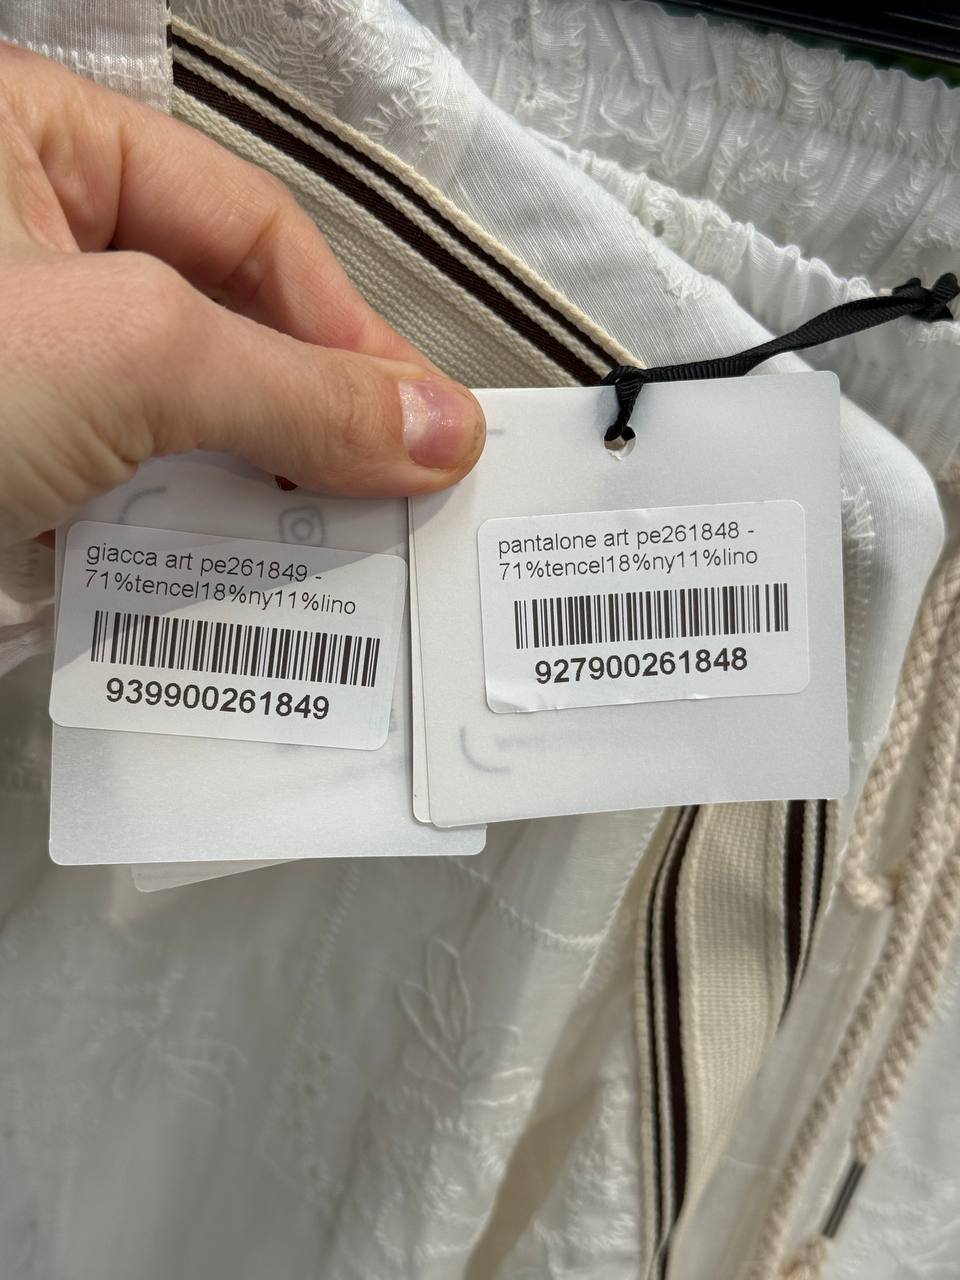 giacca art pe261849 -
71%tencel18%ny11%lino
939900261849
pantalone art pe261848 -
71%tencel18%ny11%lino
927900261848